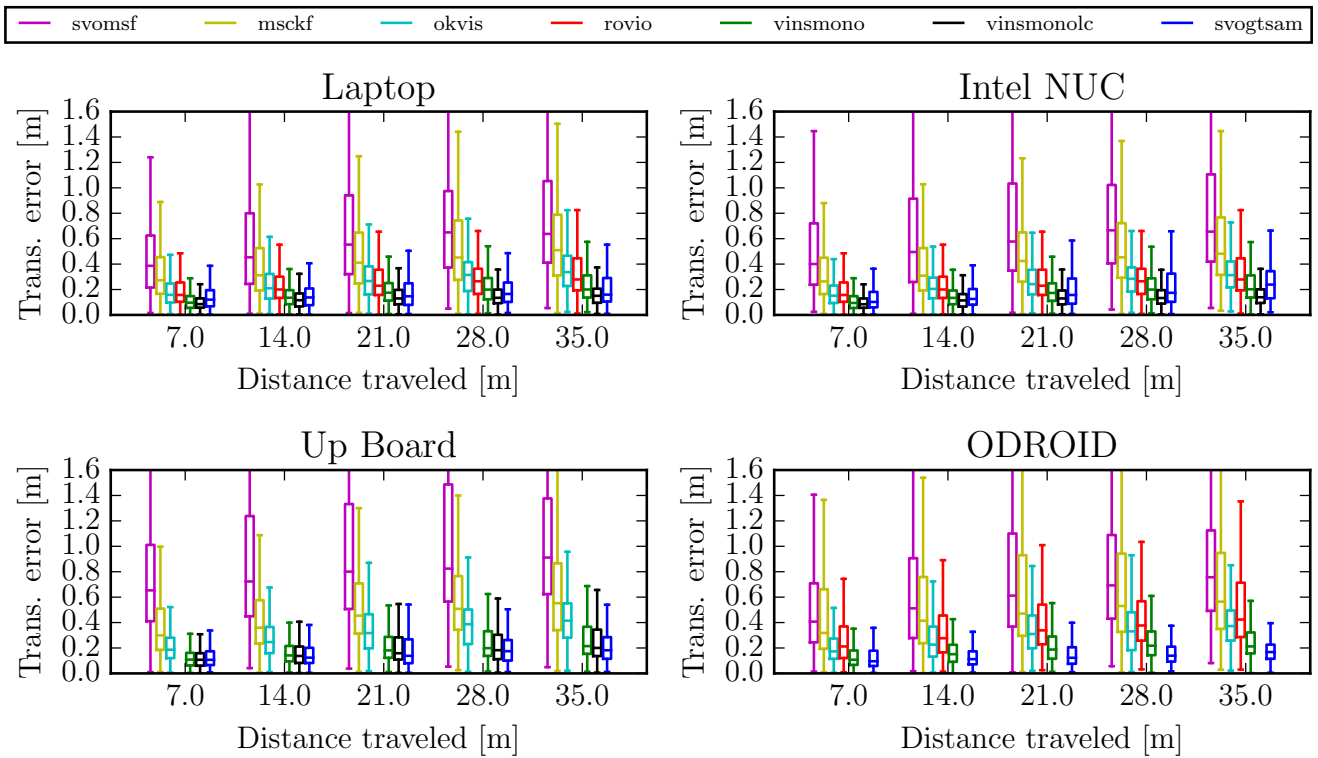 svomsf msckf okvis rovio vinsmono vinsmonolc svogtsam
Laptop
Trans. error [m]
1.6
1.4
1.2
1.0
0.8
0.6
0.4
0.2
0.0
7.0 14.0 21.0 28.0 35.0
Distance traveled [m]
Intel NUC
Trans. error [m]
1.6
1.4
1.2
1.0
0.8
0.6
0.4
0.2
0.0
7.0 14.0 21.0 28.0 35.0
Distance traveled [m]
Up Board
Trans. error [m]
1.6
1.4
1.2
1.0
0.8
0.6
0.4
0.2
0.0
7.0 14.0 21.0 28.0 35.0
Distance traveled [m]
ODROID
Trans. error [m]
1.6
1.4
1.2
1.0
0.8
0.6
0.4
0.2
0.0
7.0 14.0 21.0 28.0 35.0
Distance traveled [m]